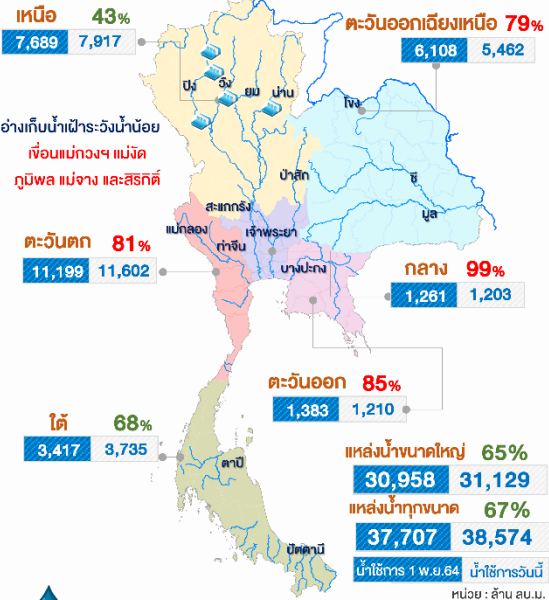 เหนือ 43%
7,689 7,917
ตะวันออกเฉียงเหนือ 79%
6,108 5,462
ปิง วัง ยม น่าน
โขง
อ่างเก็บน้ำเฝ้าระวังน้ำน้อย
เขื่อนแม่กวงฯ แม่งัด
ภูมิพล แม่จาง และสิริกิติ์
ป่าสัก
ชี
มูล
สะแกกรัง
แม่กลอง
ท่าจีน
เจ้าพระยา
บางปะกง
ตะวันตก 81%
11,199 11,602
กลาง 99%
1,261 1,203
ตะวันออก 85%
1,383 1,210
ใต้ 68%
3,417 3,735
ตาปี
ปัตตานี
แหล่งน้ำขนาดใหญ่ 65%
30,958 31,129
แหล่งน้ำทุกขนาด 67%
37,707 38,574
น้ำใช้การ 1 พ.ย.64 น้ำใช้การวันนี้
หน่วย : ล้าน ลบ.ม.